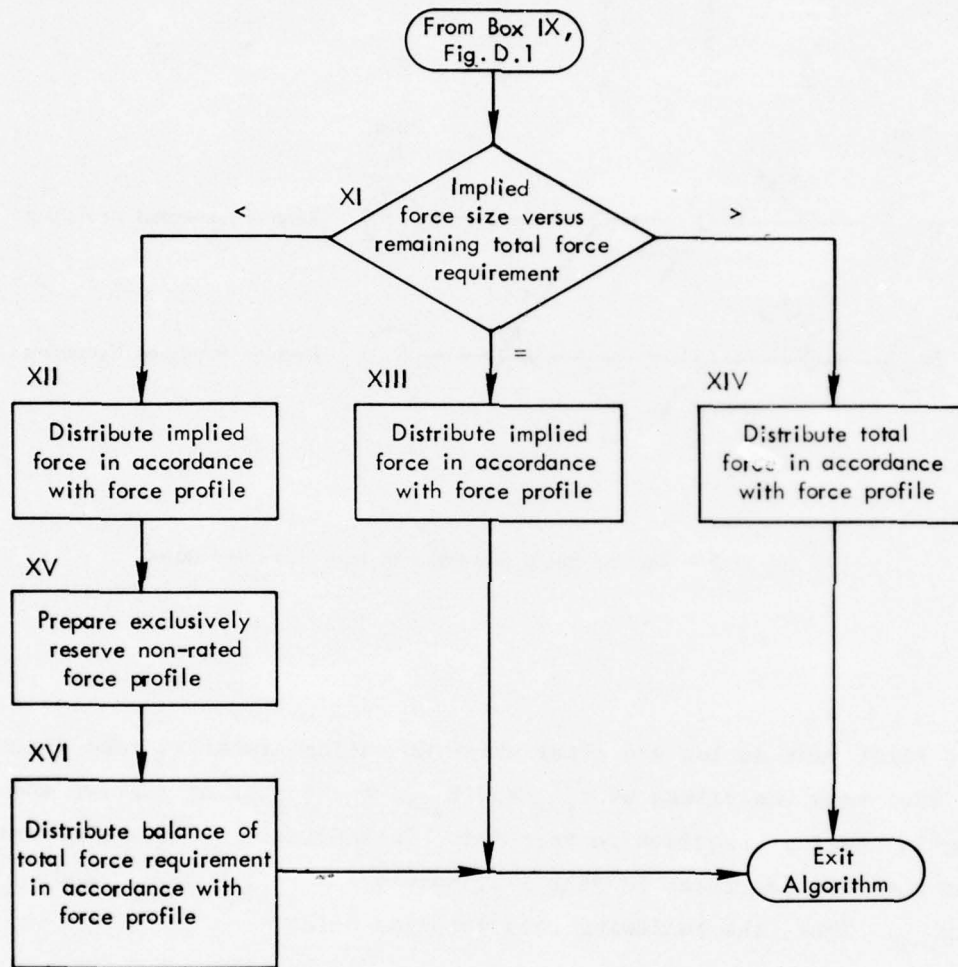 From Box IX,
Fig. D.1
XI
Implied
force size versus
remaining total force
requirement
<
>
=
XII
Distribute implied
force in accordance
with force profile
XIII
Distribute implied
force in accordance
with force profile
XIV
Distribute total
force in accordance
with force profile
XV
Prepare exclusively
reserve non-rated
force profile
XVI
Distribute balance of
total force requirement
in accordance with
force profile
Exit
Algorithm